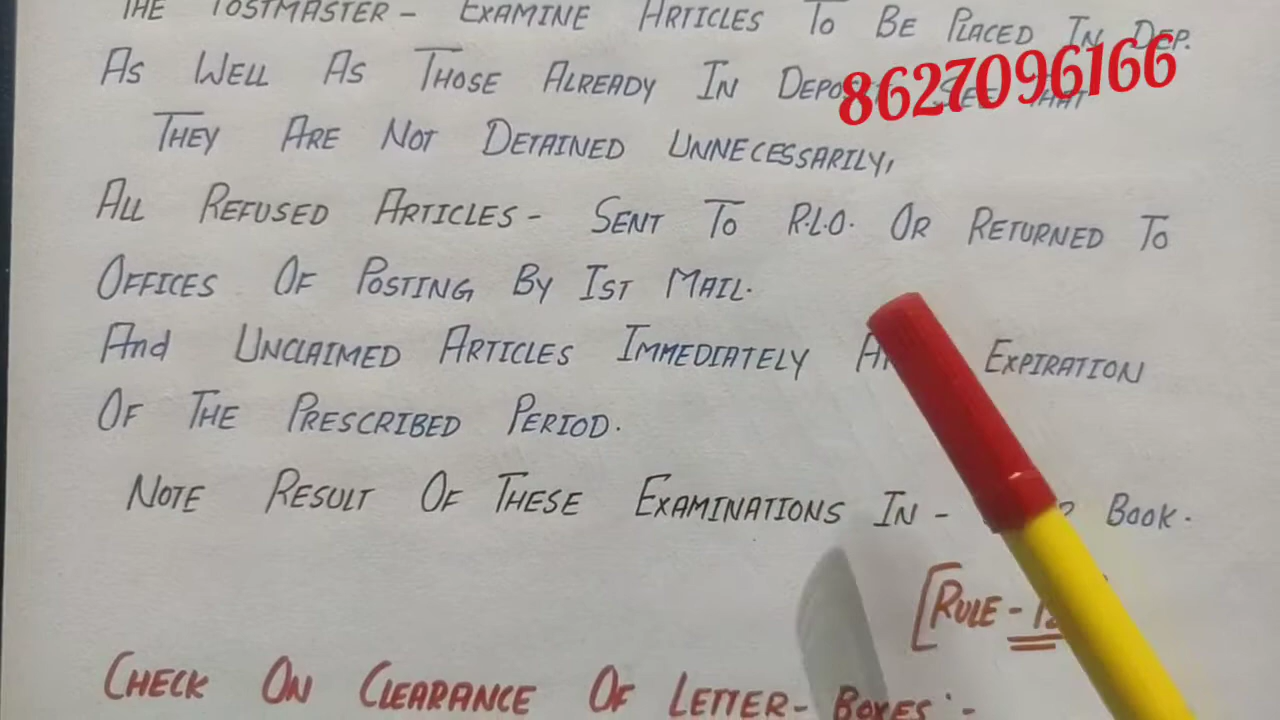 THE POSTMASTER - EXAMINE ARTICLES TO BE PLACED IN DEP.
8627096166
AS WELL AS THOSE ALREADY IN SEE THAT
THEY ARE NOT DETAINED UNNECESSARILY,
ALL REFUSED ARTICLES - SENT TO R.L.O. OR RETURNED TO
OFFICES OF POSTING BY IST MAIL.
And UNCLAIMED ARTICLES IMMEDIATELY EXPIRATION
OF THE PRESCRIBED PERIOD.
NOTE RESULT OF THESE EXAMINATIONS IN - BOOK.
[RULE -
CHECK ON CLEARANCE OF LETTER - BOXES :-